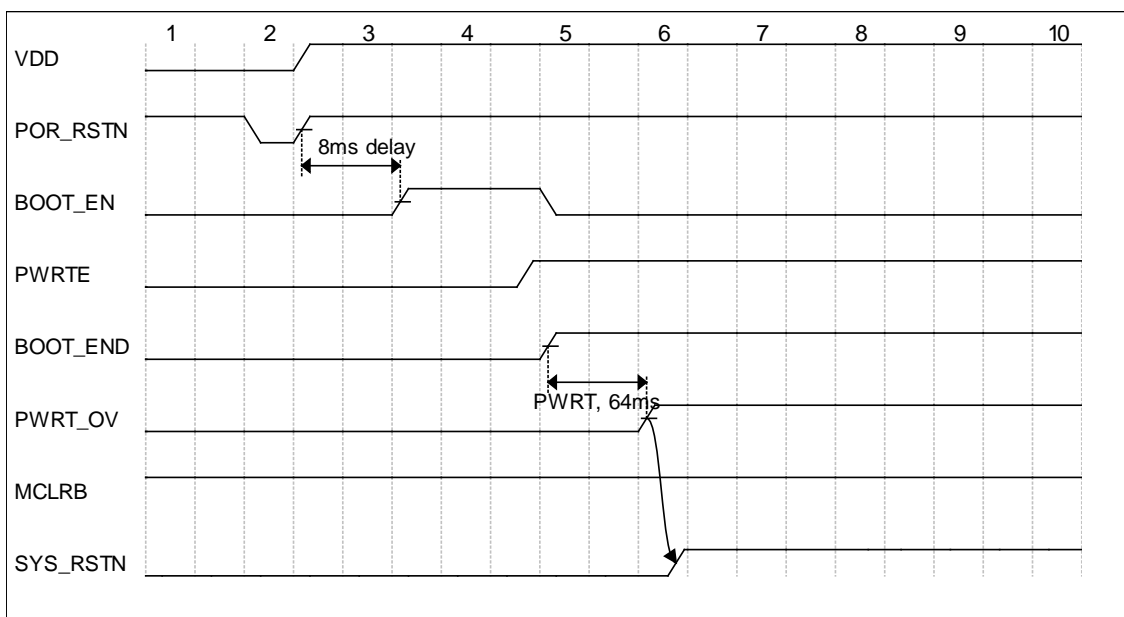 1 2 3 4 5 6 7 8 9 10
VDD
POR_RSTN
8ms delay
BOOT_EN
PWRTE
BOOT_END
PWRT, 64ms
PWRT_OV
MCLRB
SYS_RSTN